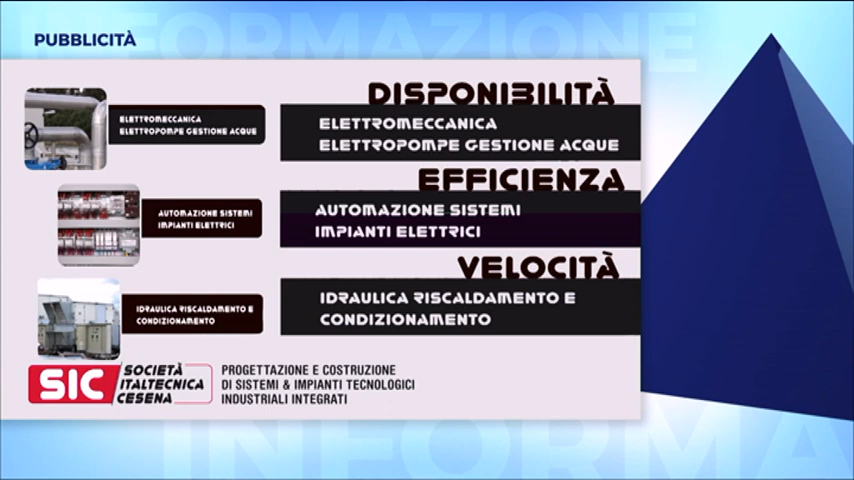 INFORMAZIONE
PUBBLICITÀ
DISPONIBILITÀ
ELETTROMECCANICA
ELETTROPOMPE GESTIONE ACQUE
ELETTROMECCANICA
ELETTROPOMPE GESTIONE ACQUE
EFFICIENZA
AUTOMAZIONE SISTEMI
IMPIANTI ELETTRICI
AUTOMAZIONE SISTEMI
IMPIANTI ELETTRICI
VELOCITÀ
IDRAULICA RISCALDAMENTO E
CONDIZIONAMENTO
IDRAULICA RISCALDAMENTO E
CONDIZIONAMENTO
SIC
SOCIETÀ
ITALTECNICA
CESENA
PROGETTAZIONE E COSTRUZIONE
DI SISTEMI & IMPIANTI TECNOLOGICI
INDUSTRIALI INTEGRATI
INFORMA